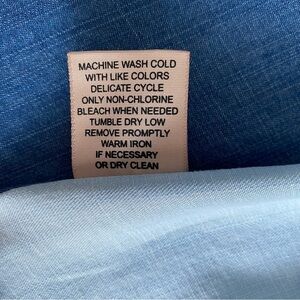 MACHINE WASH COLD
WITH LIKE COLORS
DELICATE CYCLE
ONLY NON-CHLORINE
BLEACH WHEN NEEDED
TUMBLE DRY LOW
REMOVE PROMPTLY
WARM IRON
IF NECESSARY
OR DRY CLEAN